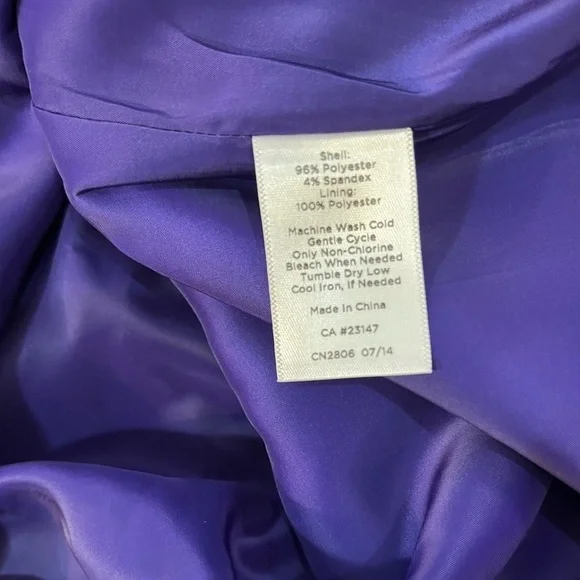 Shell:
96% Polyester
4% Spandex
Lining:
100% Polyester
Machine Wash Cold
Gentle Cycle
Only Non-Chlorine
Bleach When Needed
Tumble Dry Low
Cool Iron, If Needed
Made In China
CA #23147
CN2806 07/14